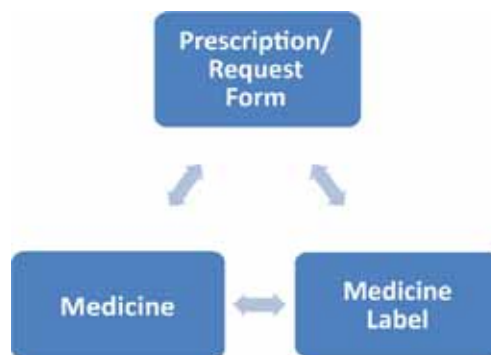 Prescription/
Request
Form
Medicine
Medicine
Label